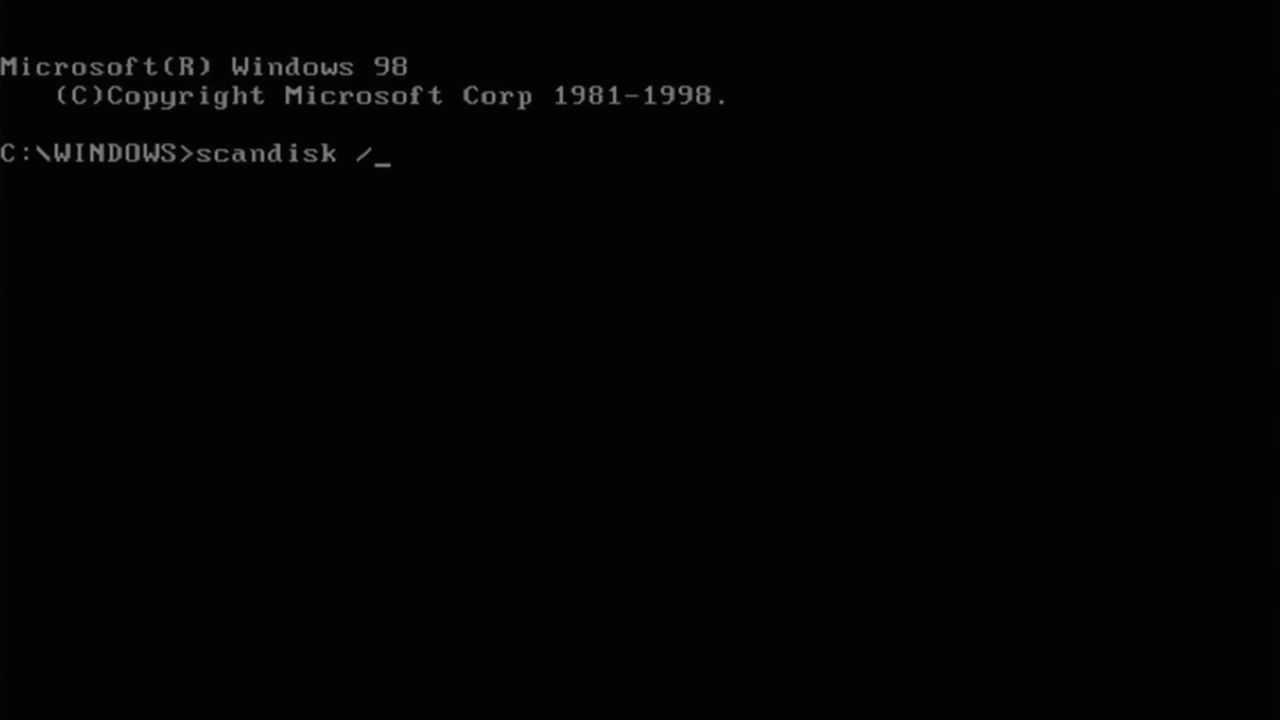 Microsoft(R) Windows 98
(C)Copyright Microsoft Corp 1981-1998.
C:\WINDOWS>scandisk /_